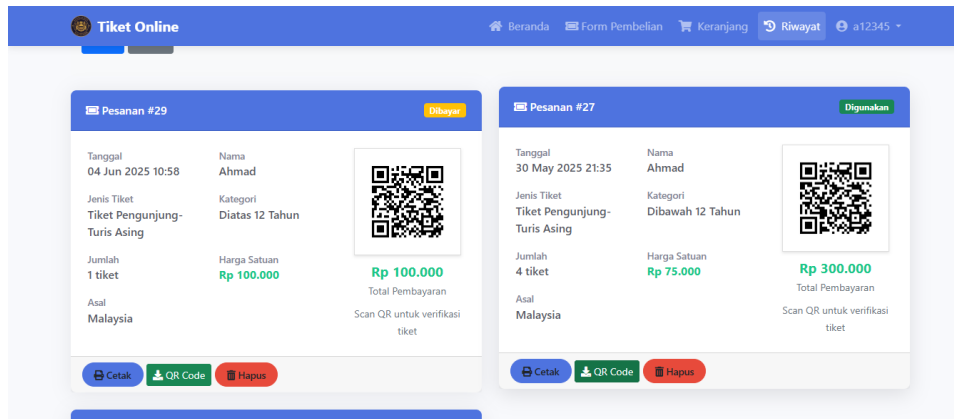 Tiket Online
Beranda
Form Pembelian
Keranjang
Riwayat
a12345
Pesanan #29
Dibayar
Tanggal
04 Jun 2025 10:58
Nama
Ahmad
Jenis Tiket
Tiket Pengunjung-
Turis Asing
Kategori
Diatas 12 Tahun
Jumlah
1 tiket
Harga Satuan
Rp 100.000
Asal
Malaysia
Rp 100.000
Total Pembayaran
Scan QR untuk verifikasi
tiket
Cetak
QR Code
Hapus
Pesanan #27
Digunakan
Tanggal
30 May 2025 21:35
Nama
Ahmad
Jenis Tiket
Tiket Pengunjung-
Turis Asing
Kategori
Dibawah 12 Tahun
Jumlah
4 tiket
Harga Satuan
Rp 75.000
Asal
Malaysia
Rp 300.000
Total Pembayaran
Scan QR untuk verifikasi
tiket
Cetak
QR Code
Hapus